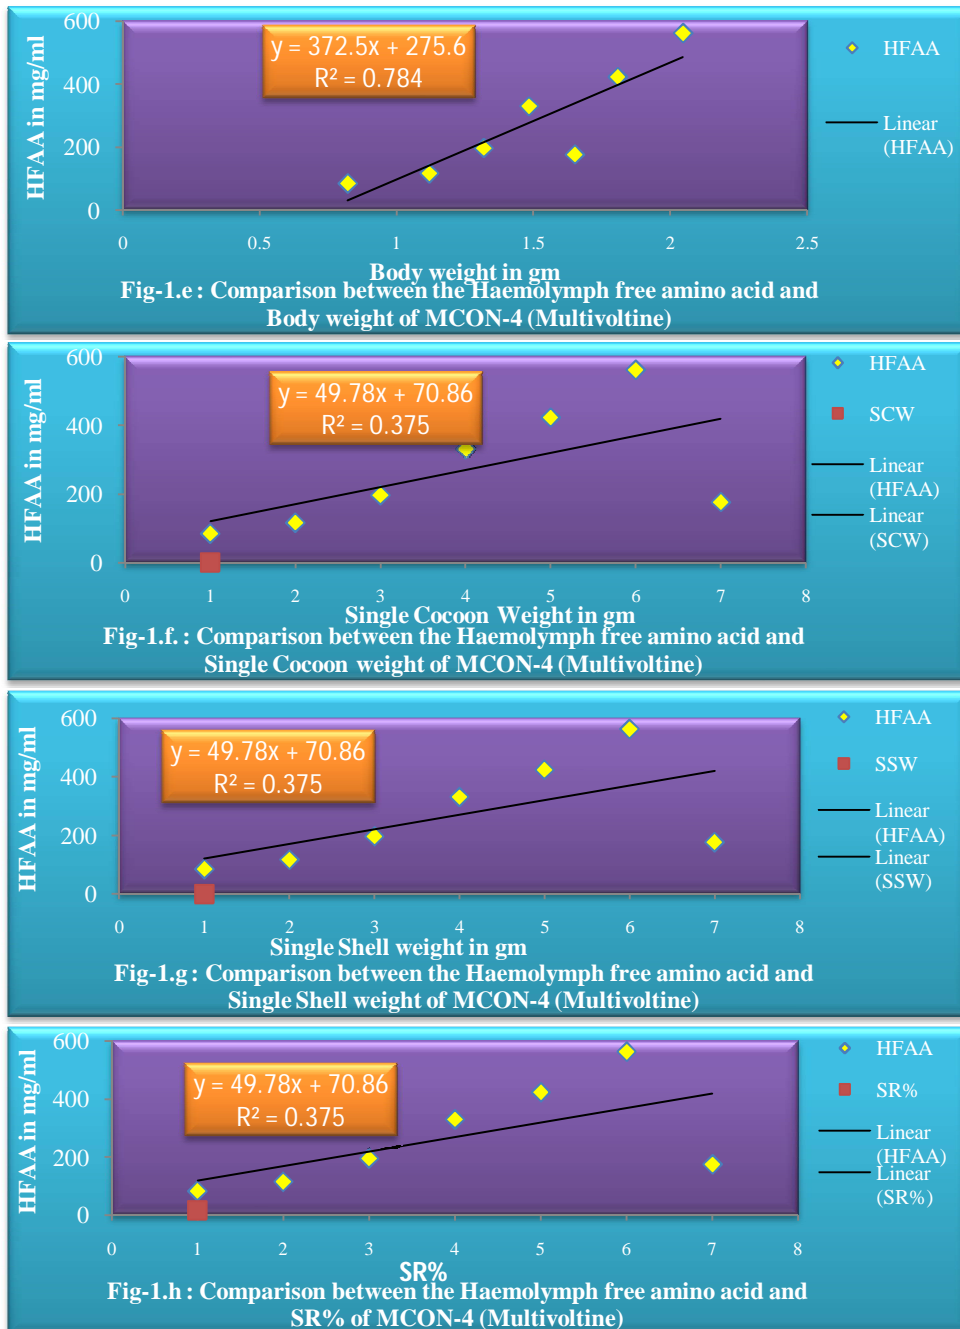 600
400
200
0
HFAA in mg/ml
y = 372.5x + 275.6
R² = 0.784
HFAA
Linear
(HFAA)
0 0.5 1 1.5 2 2.5
Body weight in gm
Fig-1.e : Comparison between the Haemolymph free amino acid and
Body weight of MCON-4 (Multivoltine)
600
400
200
0
HFAA in mg/ml
y = 49.78x + 70.86
R² = 0.375
HFAA
SCW
Linear
(HFAA)
Linear
(SCW)
0 1 2 3 4 5 6 7 8
Single Cocoon Weight in gm
Fig-1.f. : Comparison between the Haemolymph free amino acid and
Single Cocoon weight of MCON-4 (Multivoltine)
600
400
200
0
HFAA in mg/ml
y = 49.78x + 70.86
R² = 0.375
HFAA
SSW
Linear
(HFAA)
Linear
(SSW)
0 1 2 3 4 5 6 7 8
Single Shell weight in gm
Fig-1.g : Comparison between the Haemolymph free amino acid and
Single Shell weight of MCON-4 (Multivoltine)
600
400
200
0
HFAA in mg/ml
y = 49.78x + 70.86
R² = 0.375
HFAA
SR%
Linear
(HFAA)
Linear
(SR%)
0 1 2 3 4 5 6 7 8
SR%
Fig-1.h : Comparison between the Haemolymph free amino acid and
SR% of MCON-4 (Multivoltine)